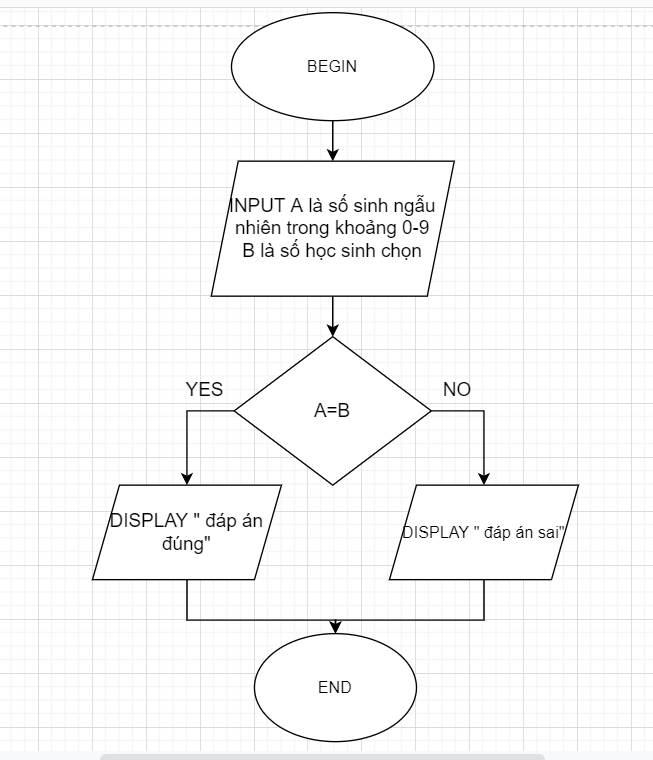 BEGIN
INPUT A là số sinh ngẫu
nhiên trong khoảng 0-9
B là số học sinh chọn
YES
NO
A=B
DISPLAY " đáp án
đúng"
DISPLAY " đáp án sai"
END